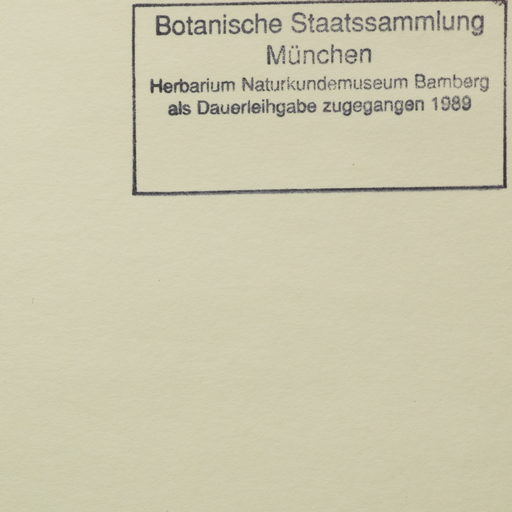 Botanische Staatssammlung
München
Herbarium Naturkundemuseum Bamberg
als Dauerleihgabe zugegangen 1989